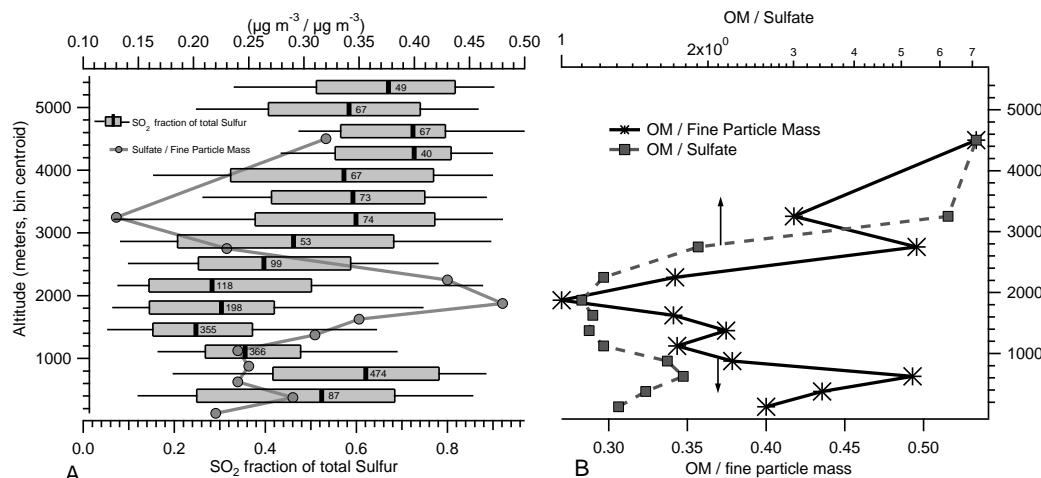 (µg m⁻³ / µg m⁻³)
0.10 0.15 0.20 0.25 0.30 0.35 0.40 0.45 0.50
Altitude (meters, bin centroid)
5000
4000
3000
2000
1000
SO₂ fraction of total Sulfur
Sulfate / Fine Particle Mass
49
67
67
40
67
73
74
53
99
118
198
355
366
474
87
0.0 0.2 0.4 0.6 0.8
SO₂ fraction of total Sulfur
A
OM / Sulfate
1 2x10⁰ 3 4 5 6 7
OM / Fine Particle Mass
OM / Sulfate
5000
4000
3000
2000
1000
0.30 0.35 0.40 0.45 0.50
OM / fine particle mass
B